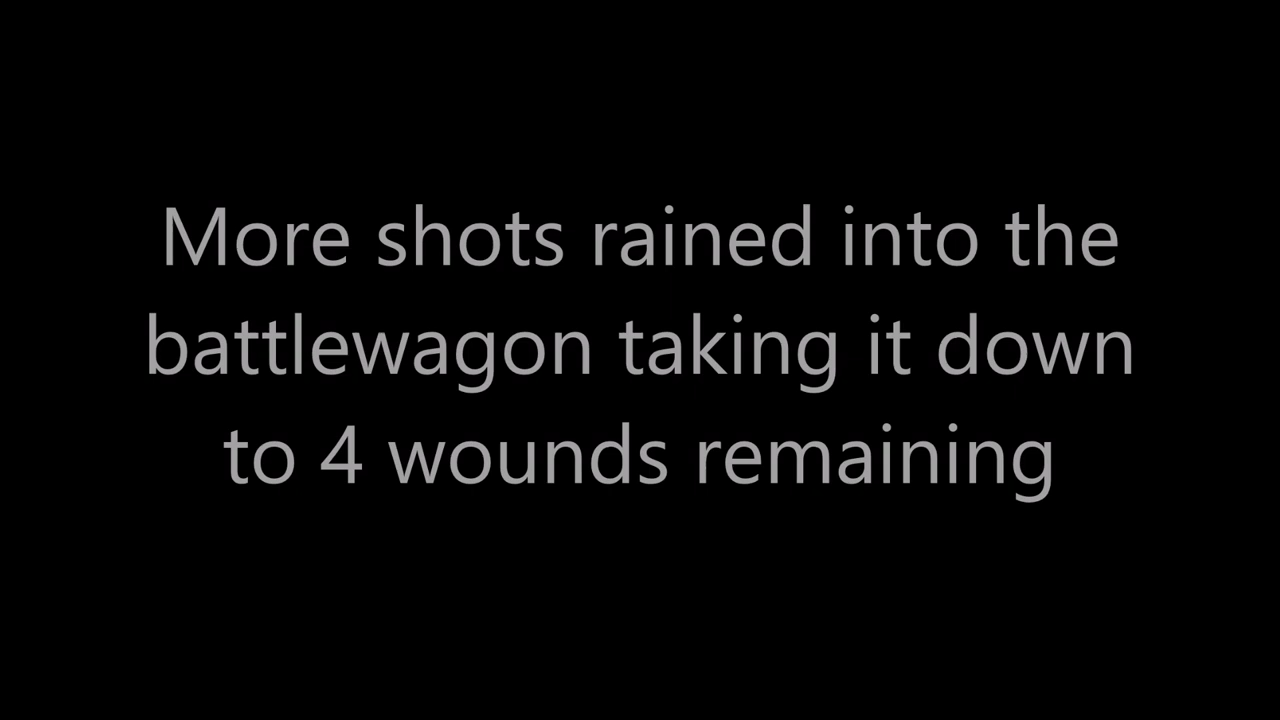 More shots rained into the
battlewagon taking it down
to 4 wounds remaining